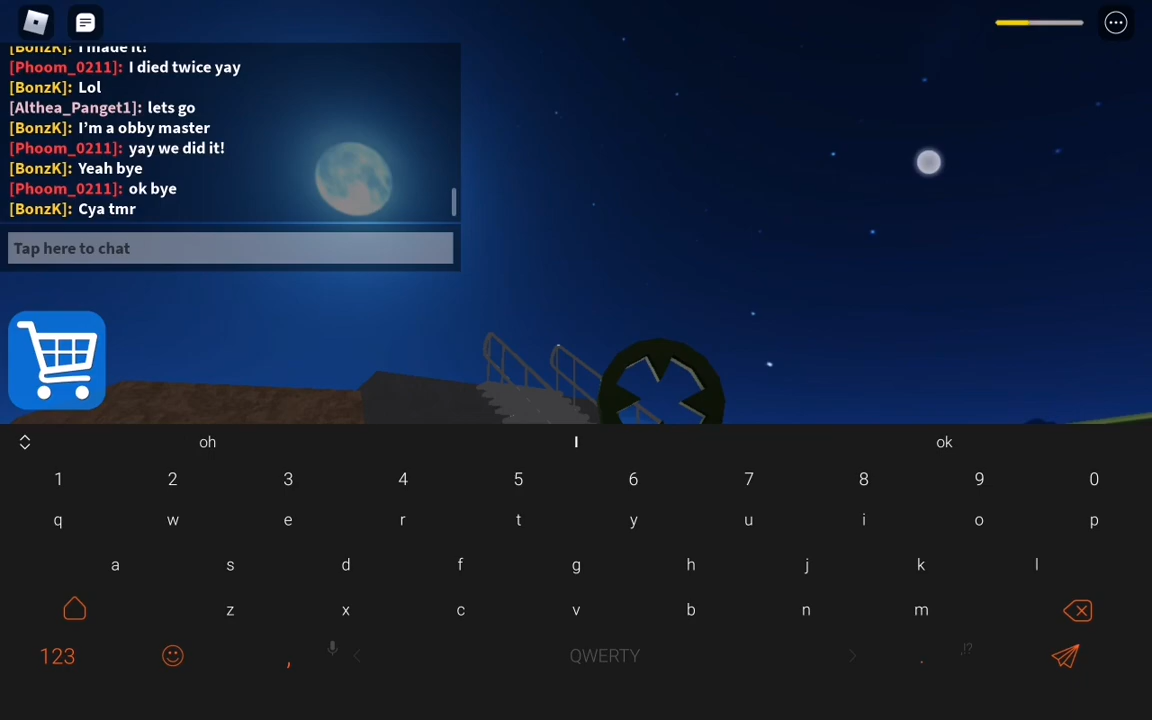 [BonzK]: I made it!
[Phoom_0211]: I died twice yay
[BonzK]: Lol
[Althea_Panget1]: lets go
[BonzK]: I'm a obby master
[Phoom_0211]: yay we did it!
[BonzK]: Yeah bye
[Phoom_0211]: ok bye
[BonzK]: Cya tmr
Tap here to chat
oh I ok
1 2 3 4 5 6 7 8 9 0
q w e r t y u i o p
a s d f g h j k l
z x c v b n m
123 , QWERTY . ,!?